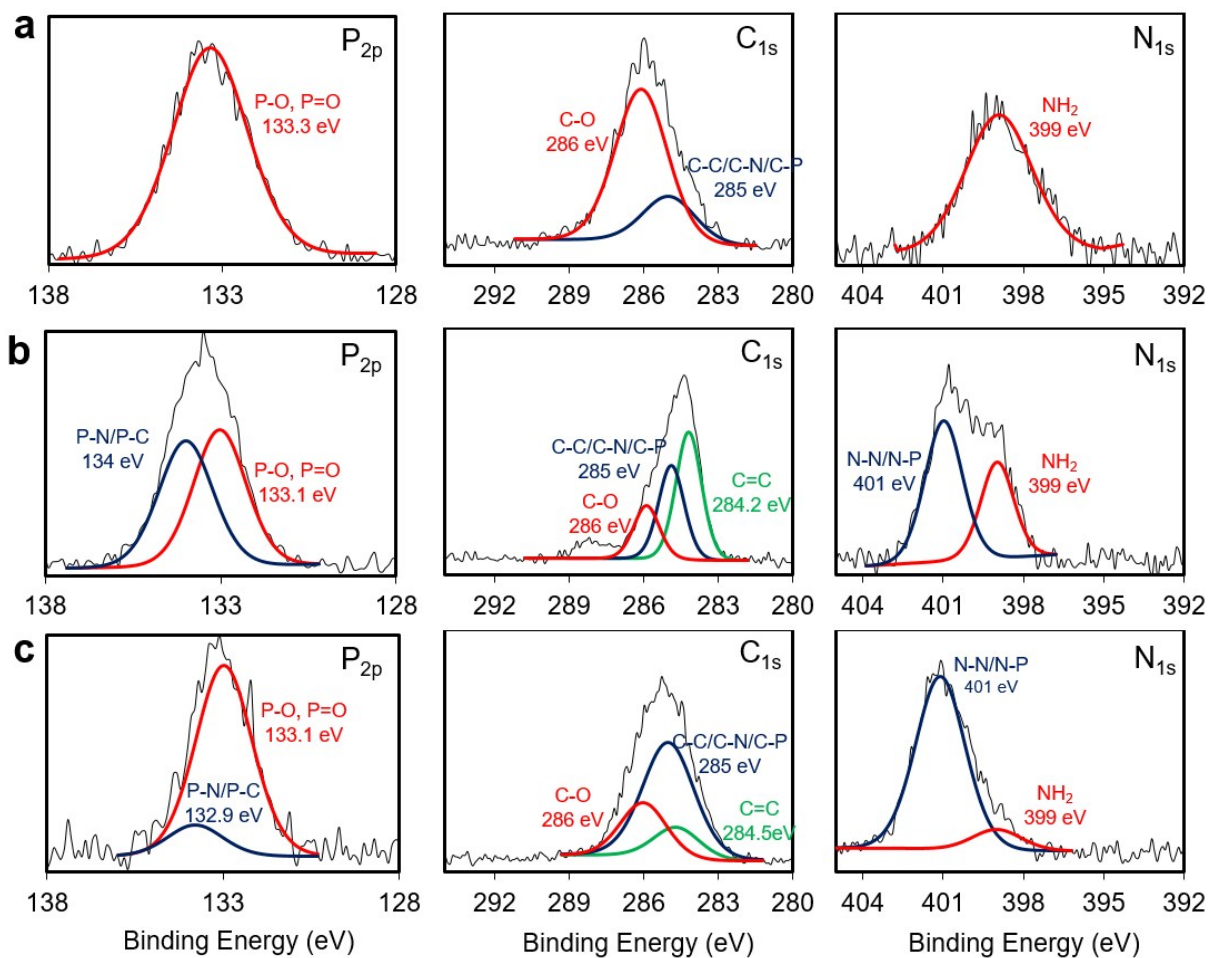 a
P2p
P-O, P=O
133.3 eV
138 133 128
C1s
C-O
286 eV
C-C/C-N/C-P
285 eV
292 289 286 283 280
N1s
NH2
399 eV
404 401 398 395 392
b
P2p
P-N/P-C
134 eV
P-O, P=O
133.1 eV
138 133 128
C1s
C-C/C-N/C-P
285 eV
C-O
286 eV
C=C
284.2 eV
292 289 286 283 280
N1s
N-N/N-P
401 eV
NH2
399 eV
404 401 398 395 392
c
P2p
P-O, P=O
133.1 eV
P-N/P-C
132.9 eV
138 133 128
Binding Energy (eV)
C1s
C-C/C-N/C-P
285 eV
C-O
286 eV
C=C
284.5eV
292 289 286 283 280
Binding Energy (eV)
N1s
N-N/N-P
401 eV
NH2
399 eV
404 401 398 395 392
Binding Energy (eV)